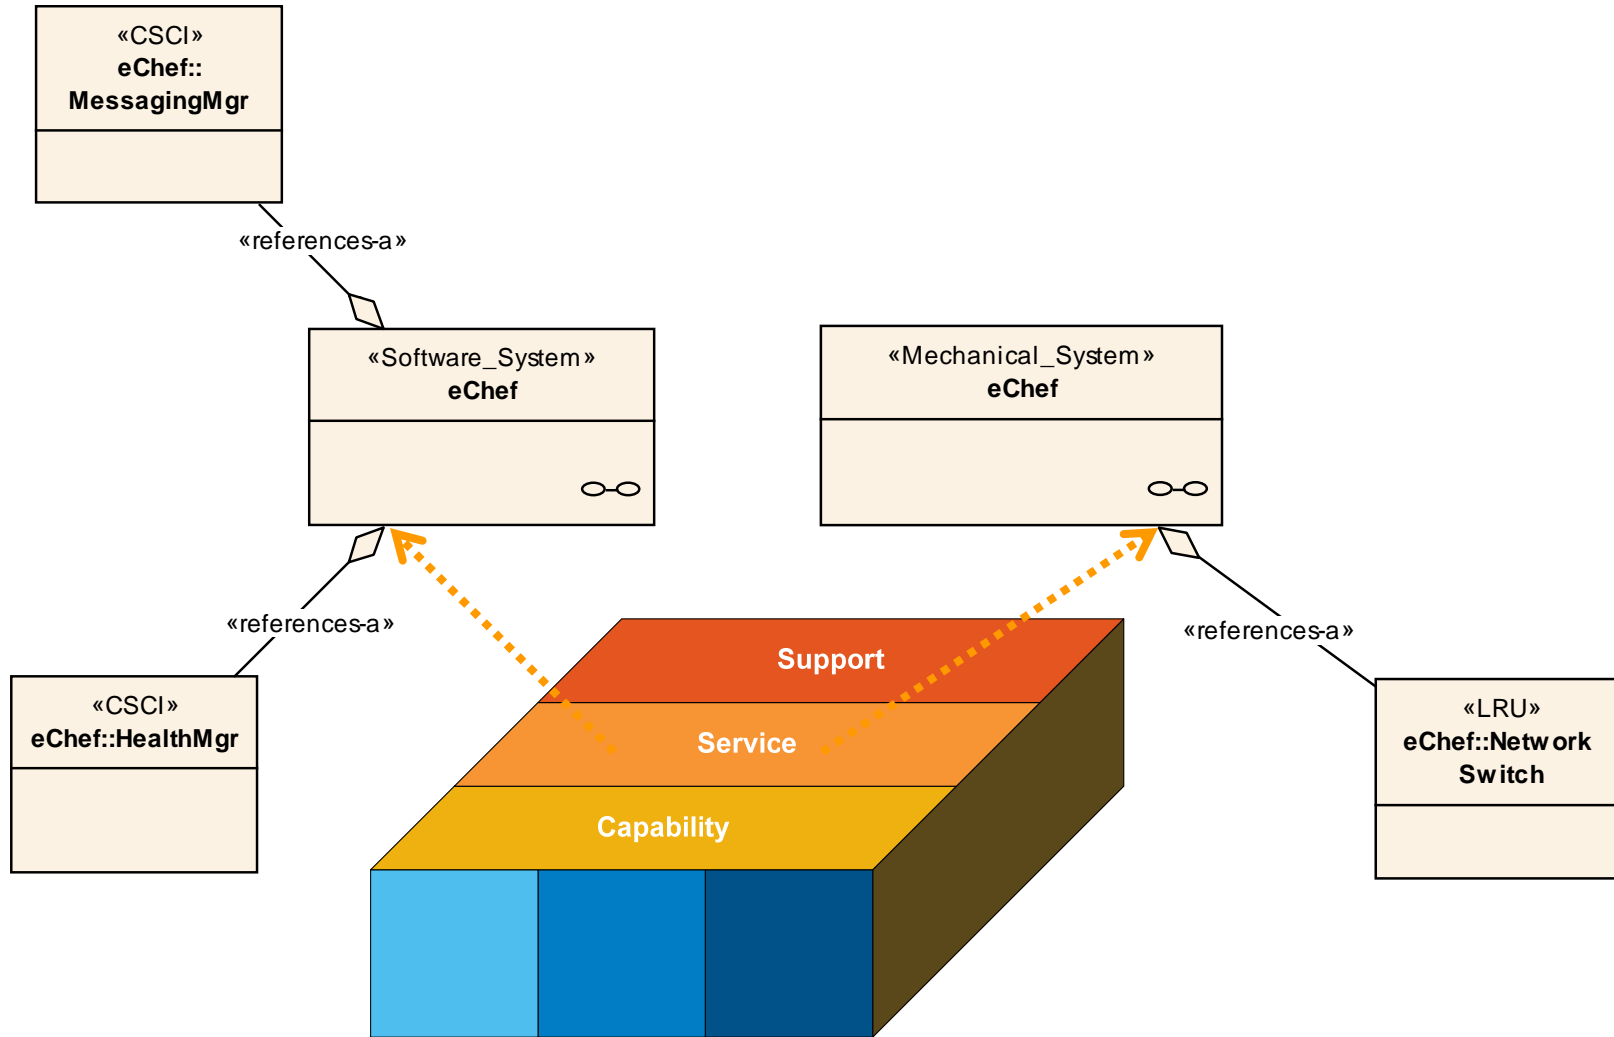 «CSCI»
eChef::
MessagingMgr
«references-a»
«Software_System»
eChef
«Mechanical_System»
eChef
«references-a»
«references-a»
«CSCI»
eChef::HealthMgr
«LRU»
eChef::Network
Switch
Support
Service
Capability